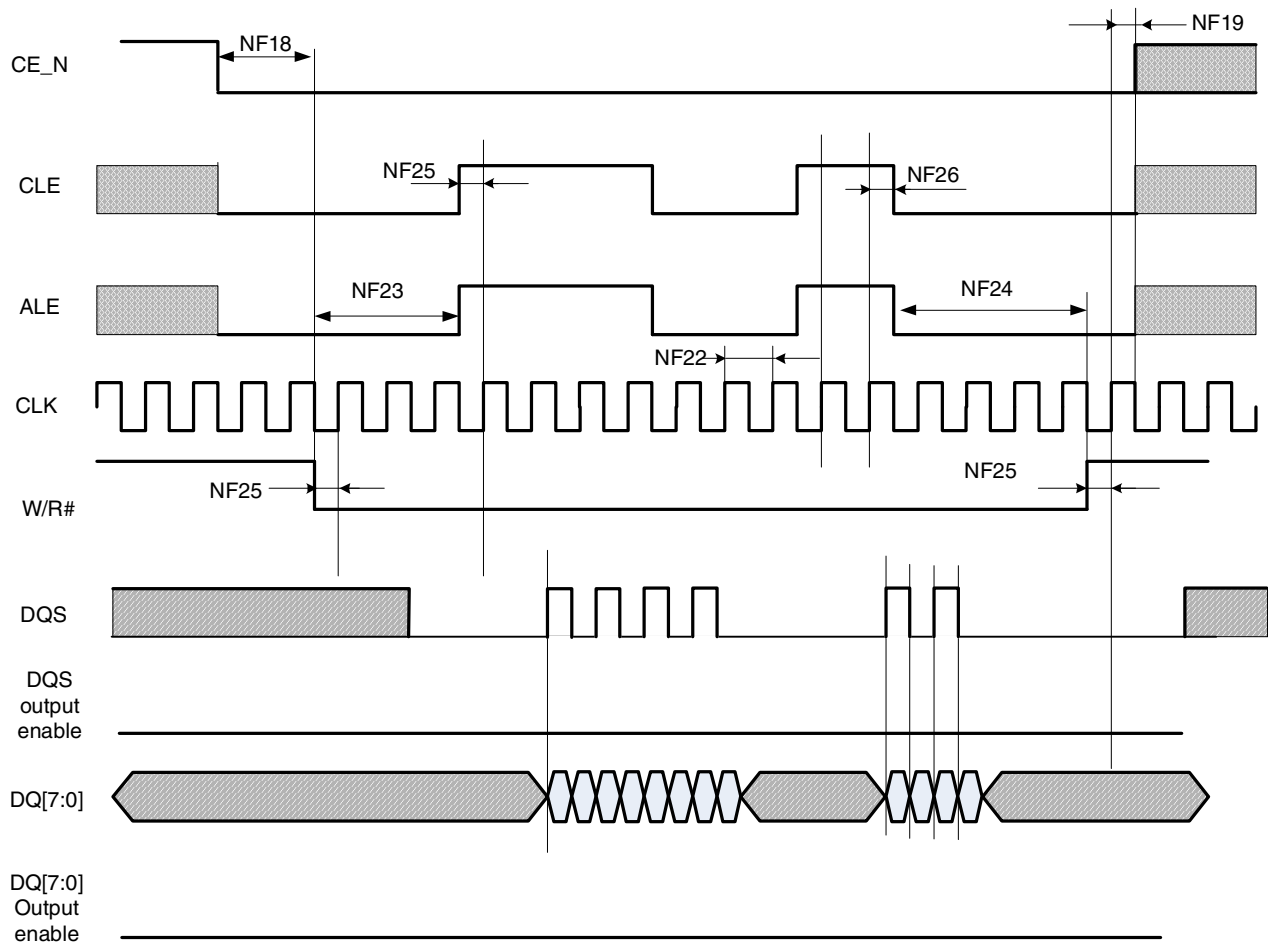 NF19
NF18
CE_N
NF25
NF26
CLE
NF23
NF24
ALE
NF22
CLK
NF25
NF25
W/R#
DQS
DQS
output
enable
DQ[7:0]
DQ[7:0]
Output
enable